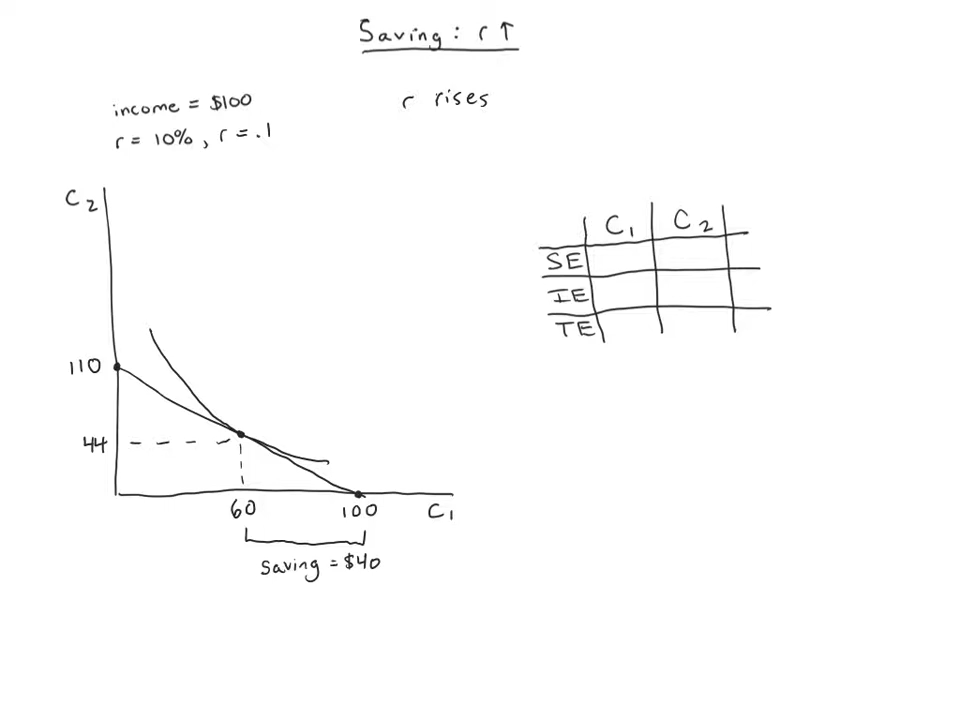 Saving: r ↑
income = $100
r = 10%, r = .1
r rises
C2
C1 C2
SE
IE
TE
110
44
60 100 C1
saving = $40